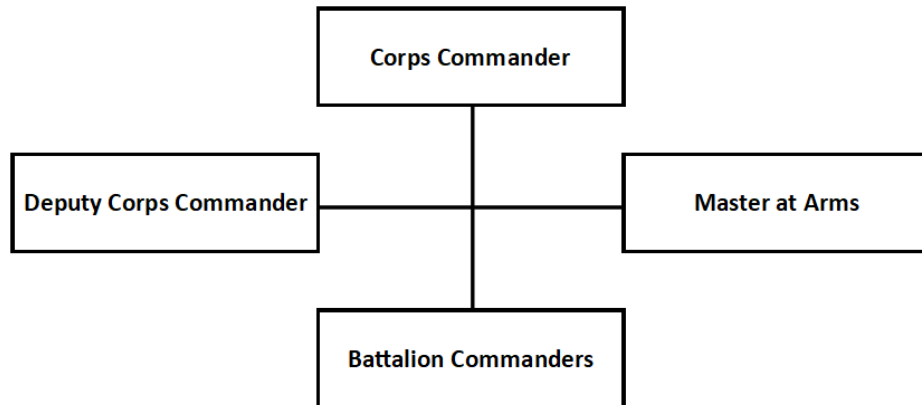 Corps Commander
Deputy Corps Commander
Master at Arms
Battalion Commanders